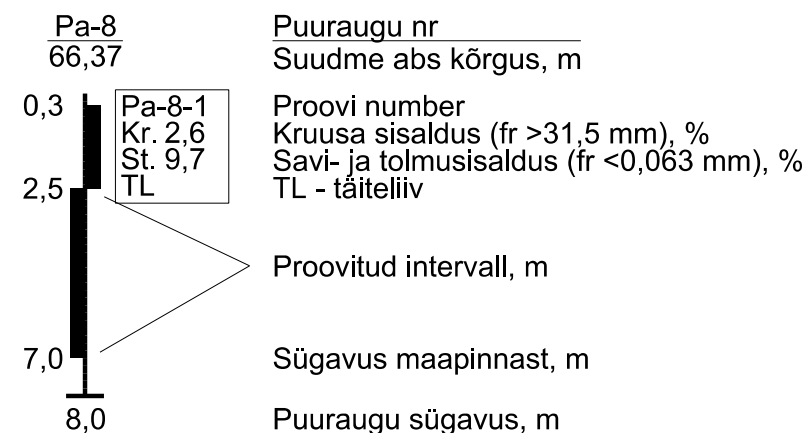 Pa-8 Puuraugu nr
66,37 Suudme abs kõrgus, m
0,3 Pa-8-1 Proovi number
Kr. 2,6 Kruusa sisaldus (fr >31,5 mm), %
St. 9,7 Savi- ja tolmusisaldus (fr <0,063 mm), %
2,5 TL TL - täiteliiv
Proovitud intervall, m
7,0 Sügavus maapinnast, m
8,0 Puuraugu sügavus, m